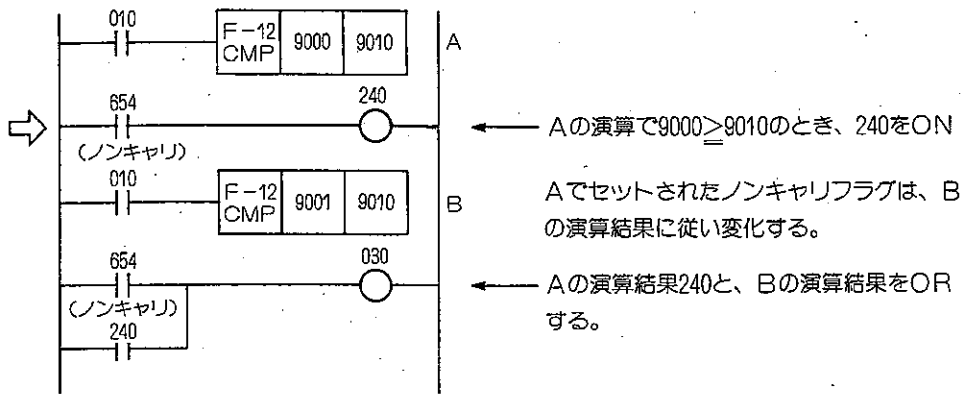 010
F-12 CMP 9000 9010 A
654 240
(ノンキャリ)
Aの演算で9000≧9010のとき、240をON
010
F-12 CMP 9001 9010 B
Aでセットされたノンキャリフラグは、B
の演算結果に従い変化する。
654 030
(ノンキャリ)
240
Aの演算結果240と、Bの演算結果をOR
する。